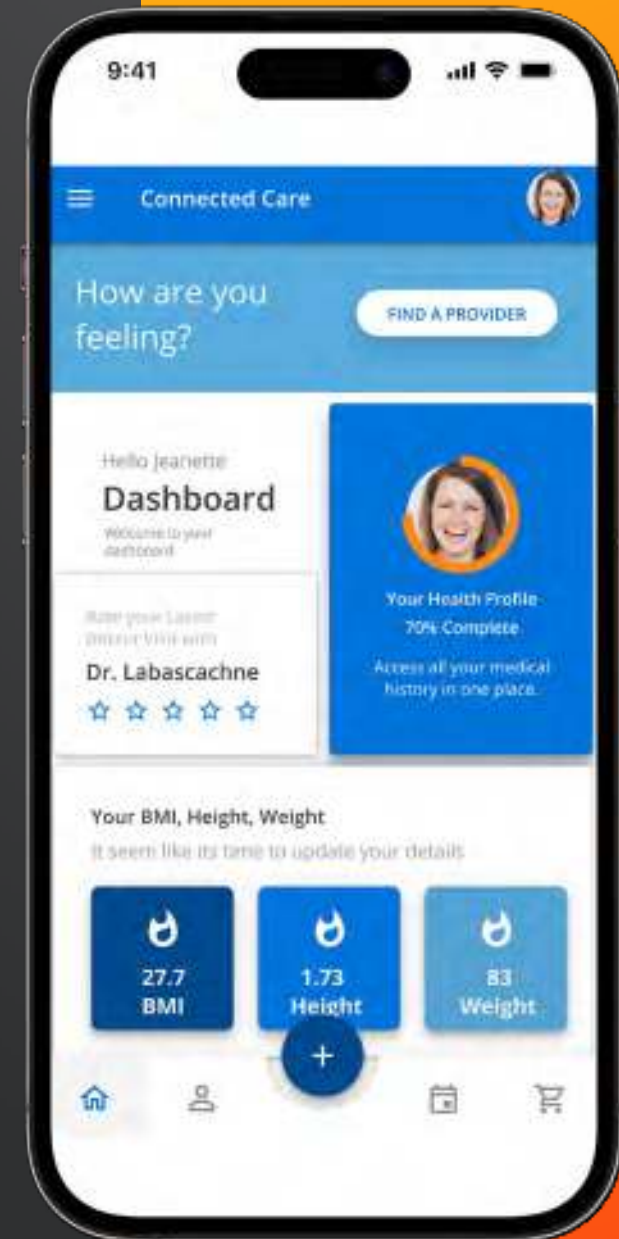 9:41
Connected Care
How are you
feeling?
FIND A PROVIDER
Hello Jeanette
Dashboard
Welcome to your
dashboard
Rate your Latest
Doctor Visit with
Dr. Labascachne
Your Health Profile
70% Complete
Access all your medical
history in one place.
Your BMI, Height, Weight
It seem like its time to update your details
27.7
BMI
1.73
Height
83
Weight